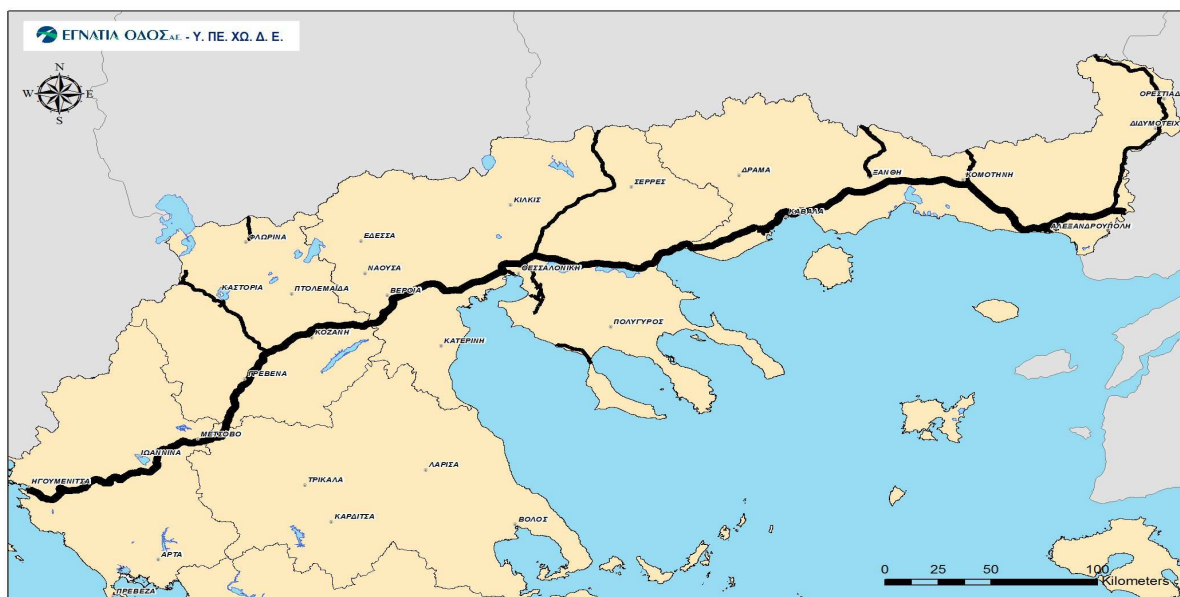 ΕΓΝΑΤΙΑ ΟΔΟΣ Α.Ε. - Υ. ΠΕ. ΧΩ. Δ. Ε.
N
W E
S
ΟΡΕΣΤΙΑΔ
ΔΙΔΥΜΟΤΕΙΧ
ΔΡΑΜΑ
ΞΑΝΘΗ
ΚΟΜΟΤΗΝΗ
ΣΕΡΡΕΣ
ΚΙΛΚΙΣ
ΚΑΒΑΛΑ
ΑΛΕΞΑΝΔΡΟΥΠΟΛΗ
ΦΛΩΡΙΝΑ
ΕΔΕΣΣΑ
ΝΑΟΥΣΑ
ΘΕΣΣΑΛΟΝΙΚΗ
ΚΑΣΤΟΡΙΑ
ΠΤΟΛΕΜΑΪΔΑ
ΒΕΡΟΙΑ
ΠΟΛΥΓΥΡΟΣ
ΚΟΖΑΝΗ
ΚΑΤΕΡΙΝΗ
ΓΡΕΒΕΝΑ
ΜΕΤΣΟΒΟ
ΙΩΑΝΝΙΝΑ
ΛΑΡΙΣΑ
ΗΓΟΥΜΕΝΙΤΣΑ
ΤΡΙΚΑΛΑ
ΚΑΡΔΙΤΣΑ
ΒΟΛΟΣ
ΑΡΤΑ
ΠΡΕΒΕΖΑ
0 25 50 100
Kilometers